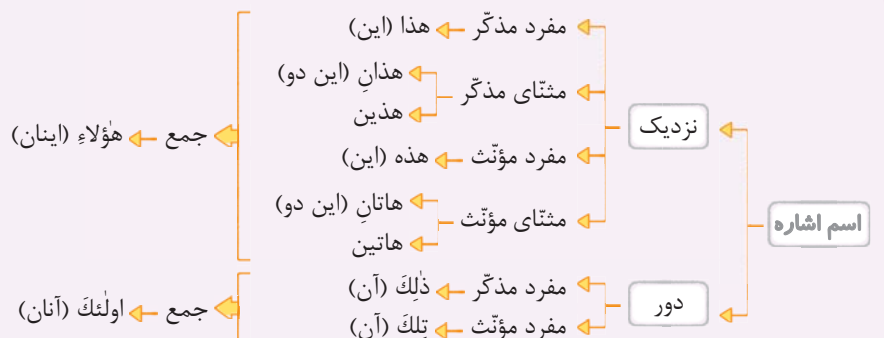 اسم اشاره
نزدیک
مفرد مذکّر هذا (این)
مثنّای مذکّر
هذانِ (این دو)
هذین
مفرد مؤنّث هذه (این)
مثنّای مؤنّث
هاتانِ (این دو)
هاتین
جمع هٰؤلاءِ (اینان)
دور
مفرد مذکّر ذٰلِكَ (آن)
مفرد مؤنّث تِلكَ (آن)
جمع اولٰئكَ (آنان)